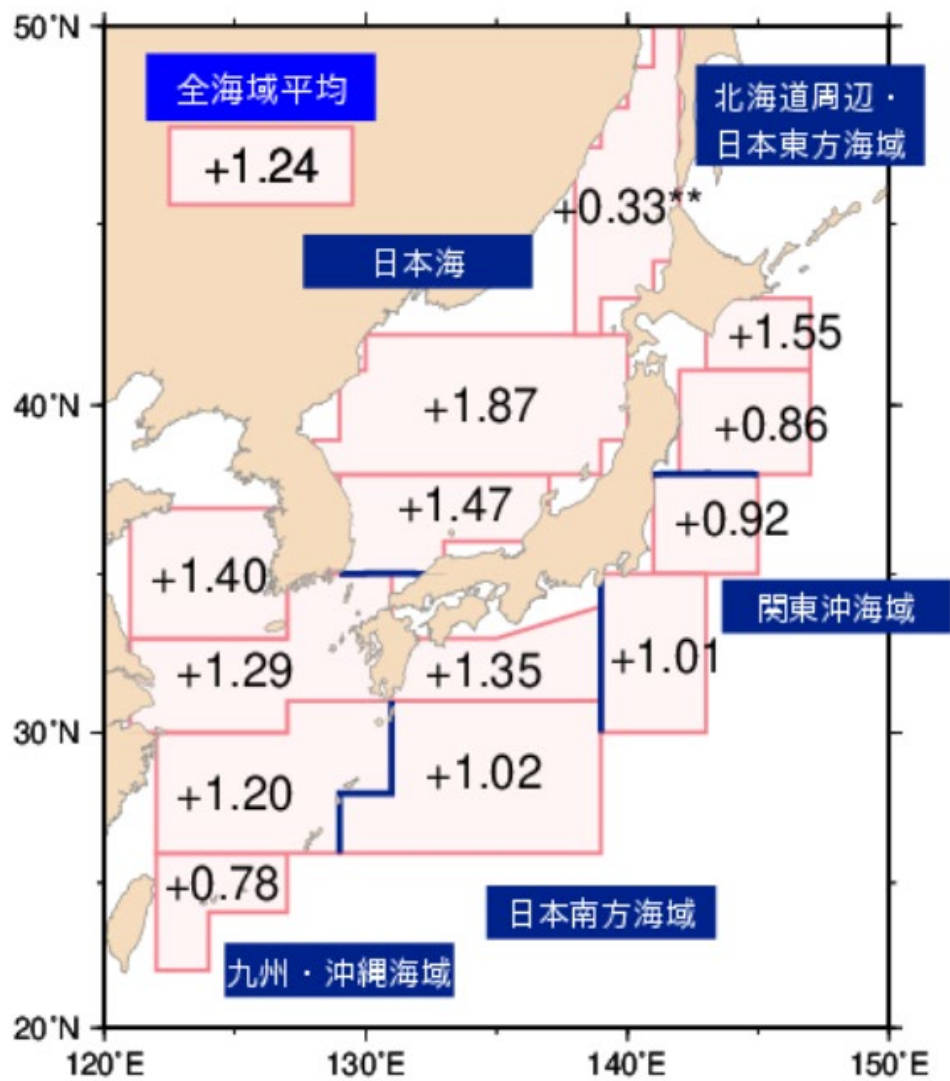 50˚N
全海域平均
+1.24
北海道周辺・
日本東方海域
+0.33**
日本海
+1.55
+1.87
+0.86
40˚N
+1.47
+0.92
+1.40
関東沖海域
+1.29
+1.35
+1.01
30˚N
+1.20
+1.02
+0.78
日本南方海域
九州・沖縄海域
20˚N
120˚E
130˚E
140˚E
150˚E